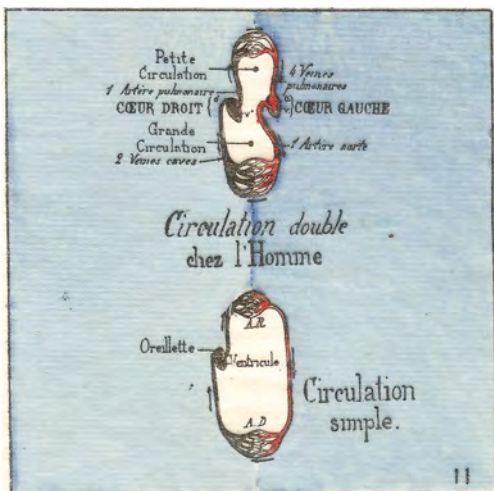 Petite
Circulation
1 Artère pulmonaire
4 Veines
pulmonaires
CŒUR DROIT
CŒUR GAUCHE
Grande
Circulation
2 Veines caves
1 Artère aorte
Circulation double
chez l'Homme
A.R
Oreillette
Ventricule
A.D
Circulation
simple.
11